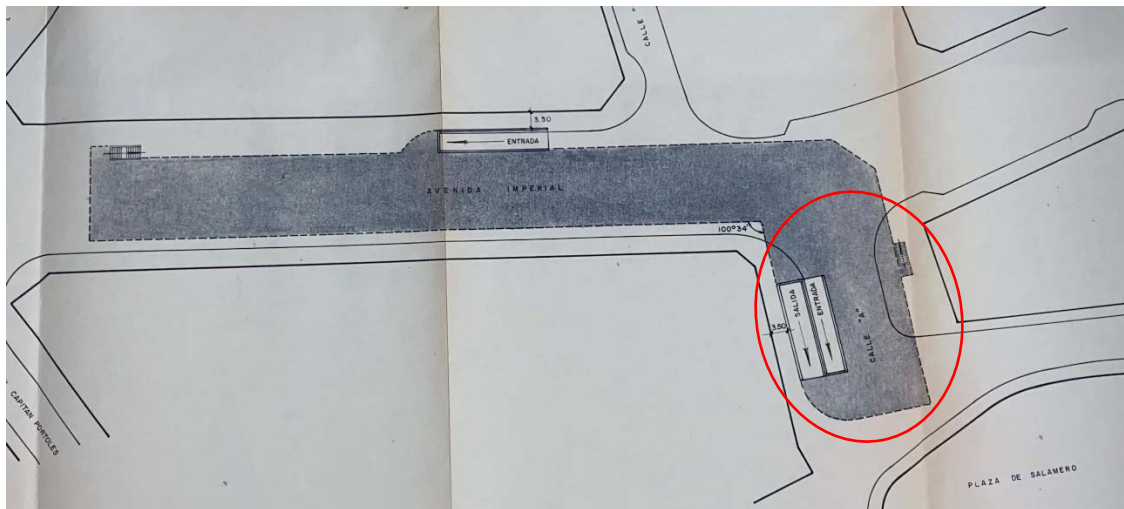 CALLE "
3.50
ENTRADA
AVENIDA IMPERIAL
100°34'
SALIDA
ENTRADA
3.50
CALLE "A"
CAPITAN PORTOLES
PLAZA DE SALAMERO